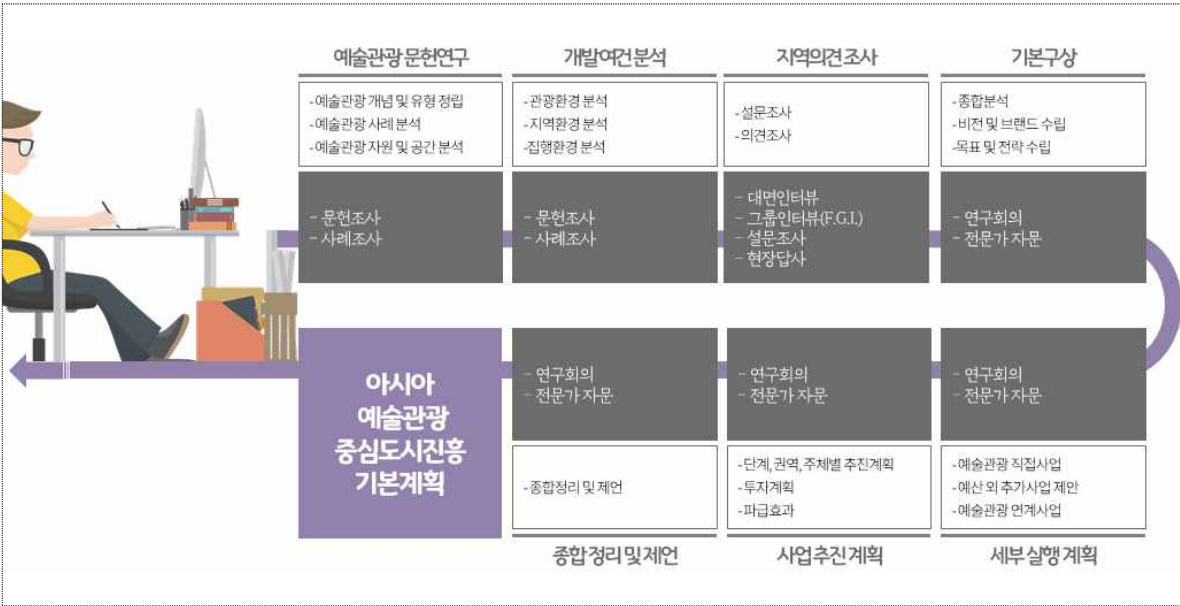 예술관광 문헌연구
- 예술관광 개념 및 유형 정립
- 예술관광 사례 분석
- 예술관광 자원 및 공간 분석
- 문헌조사
- 사례조사
개발여건 분석
- 관광환경 분석
- 지역환경 분석
-집행환경 분석
- 문헌조사
- 사례조사
지역의견 조사
- 설문조사
- 의견조사
- 대면인터뷰
- 그룹인터뷰(F.G.I.)
- 설문조사
- 현장답사
기본구상
- 종합분석
- 비전 및 브랜드 수립
-목표 및 전략 수립
- 연구회의
- 전문가 자문
- 연구회의
- 전문가 자문
- 예술관광 직접사업
- 예산 외 추가사업 제안
- 예술관광 연계사업
세부 실행 계획
- 연구회의
- 전문가 자문
- 단계, 권역, 주체별 추진계획
- 투자계획
- 파급효과
사업 추진 계획
- 연구회의
- 전문가 자문
- 종합정리 및 제언
종합 정리 및 제언
아시아
예술관광
중심도시진흥
기본계획